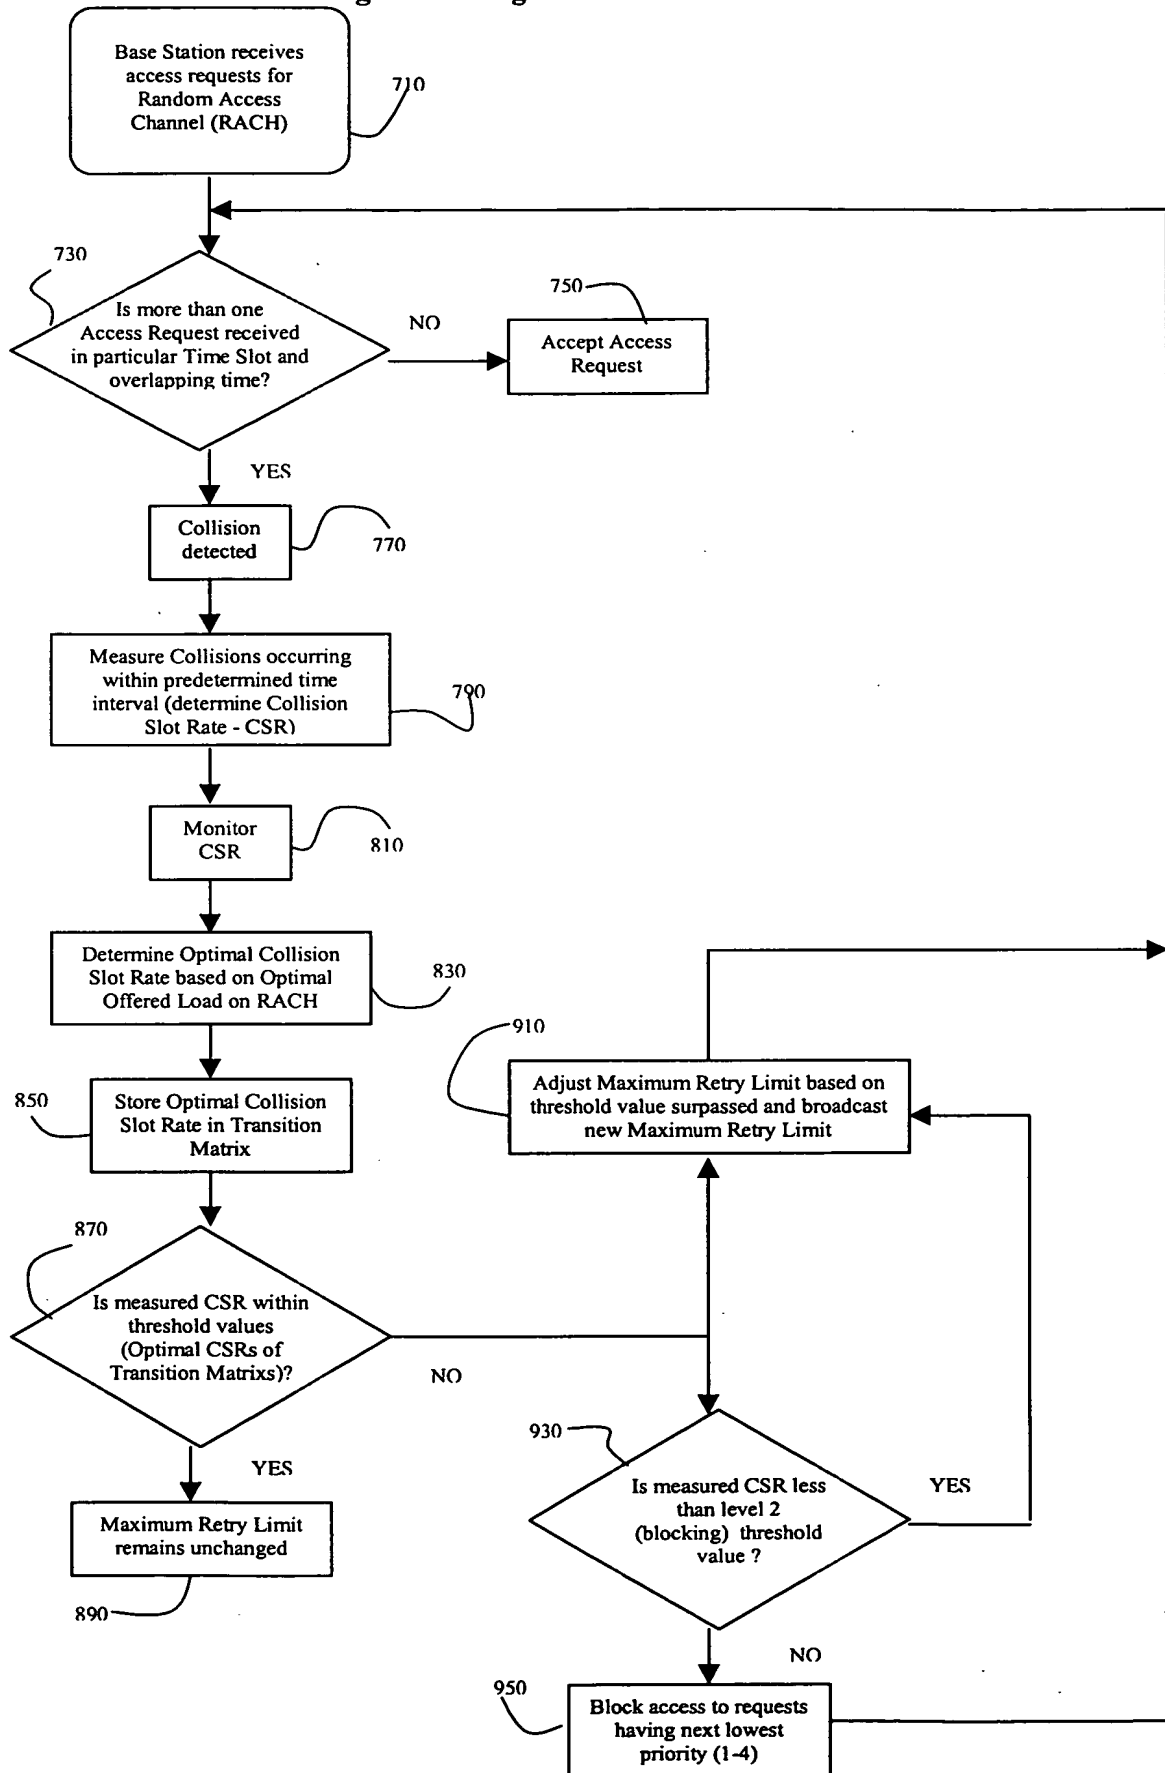 Base Station receives
access requests for
Random Access
Channel (RACH)
710
730
Is more than one
Access Request received
in particular Time Slot and
overlapping time?
NO
750
Accept Access
Request
YES
Collision
detected
770
Measure Collisions occurring
within predetermined time
interval (determine Collision
Slot Rate - CSR)
790
Monitor
CSR
810
Determine Optimal Collision
Slot Rate based on Optimal
Offered Load on RACH
830
850
Store Optimal Collision
Slot Rate in Transition
Matrix
910
Adjust Maximum Retry Limit based on
threshold value surpassed and broadcast
new Maximum Retry Limit
870
Is measured CSR within
threshold values
(Optimal CSRs of
Transition Matrixs)?
NO
YES
Maximum Retry Limit
remains unchanged
890
930
Is measured CSR less
than level 2
(blocking) threshold
value ?
YES
NO
950
Block access to requests
having next lowest
priority (1-4)